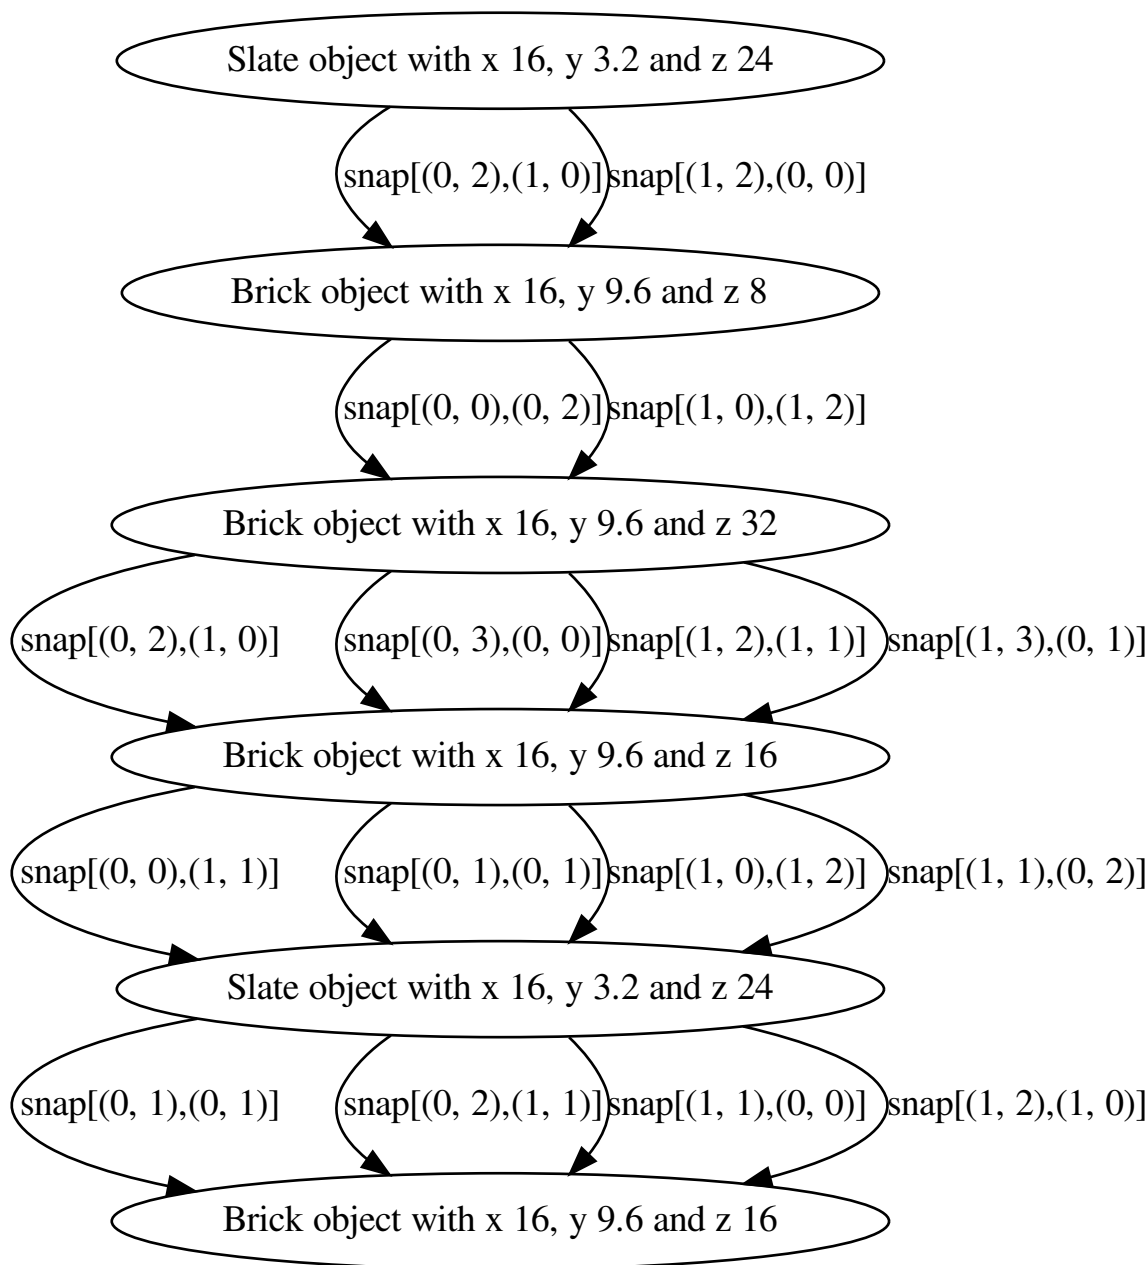 Slate object with x 16, y 3.2 and z 24
snap[(0, 2),(1, 0)] snap[(1, 2),(0, 0)]
Brick object with x 16, y 9.6 and z 8
snap[(0, 0),(0, 2)] snap[(1, 0),(1, 2)]
Brick object with x 16, y 9.6 and z 32
snap[(0, 2),(1, 0)] snap[(0, 3),(0, 0)] snap[(1, 2),(1, 1)] snap[(1, 3),(0, 1)]
Brick object with x 16, y 9.6 and z 16
snap[(0, 0),(1, 1)] snap[(0, 1),(0, 1)] snap[(1, 0),(1, 2)] snap[(1, 1),(0, 2)]
Slate object with x 16, y 3.2 and z 24
snap[(0, 1),(0, 1)] snap[(0, 2),(1, 1)] snap[(1, 1),(0, 0)] snap[(1, 2),(1, 0)]
Brick object with x 16, y 9.6 and z 16